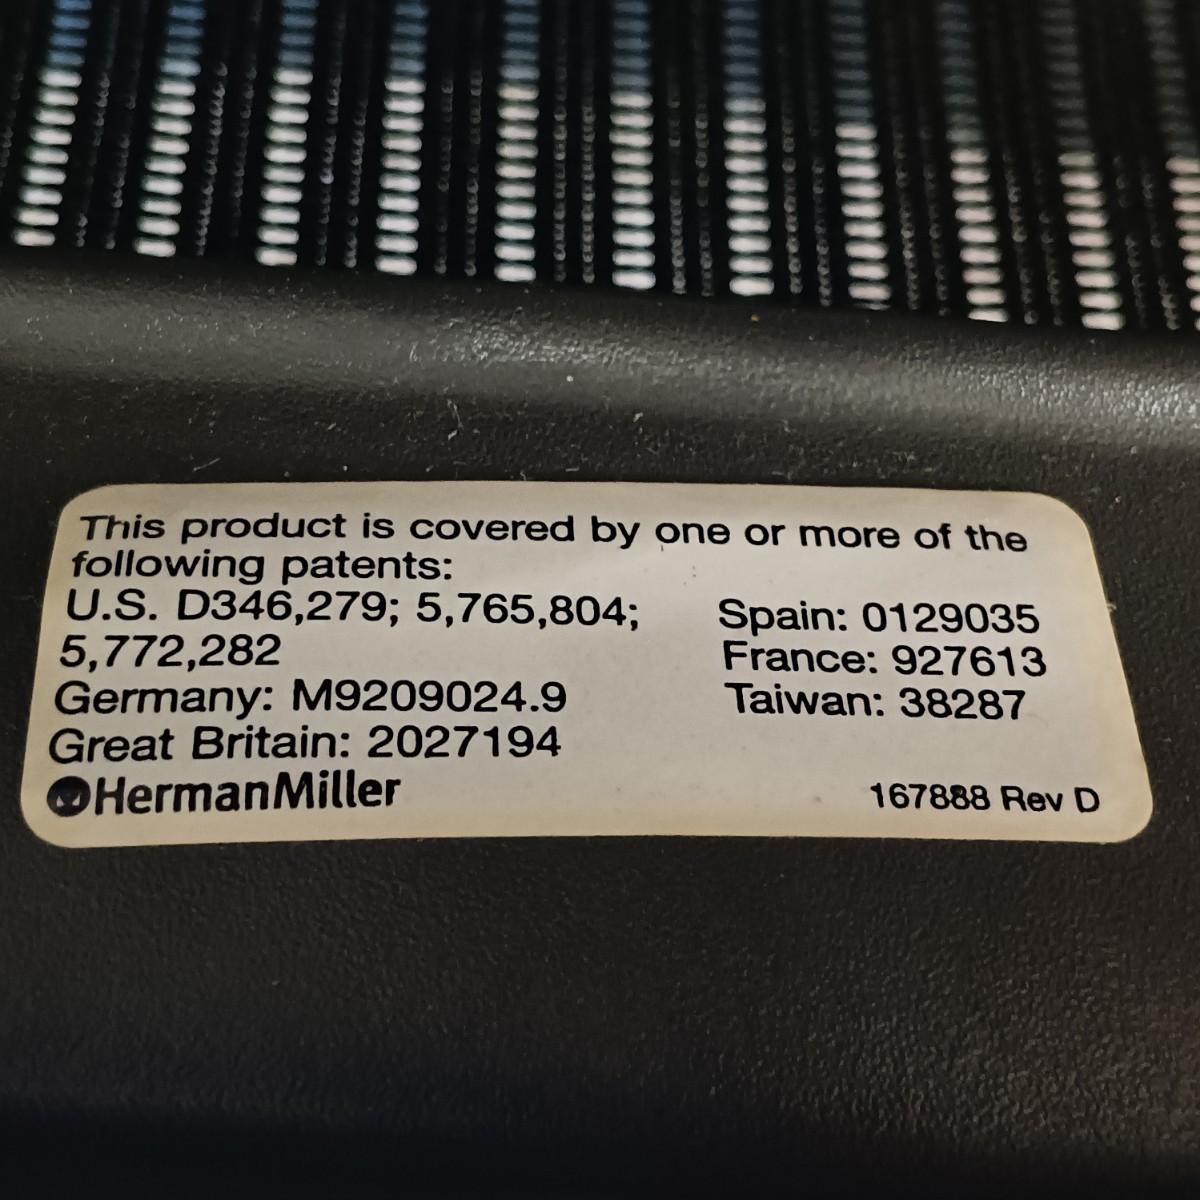 This product is covered by one or more of the
following patents:
U.S. D346,279; 5,765,804;
5,772,282
Germany: M9209024.9
Great Britain: 2027194
Spain: 0129035
France: 927613
Taiwan: 38287
HermanMiller
167888 Rev D